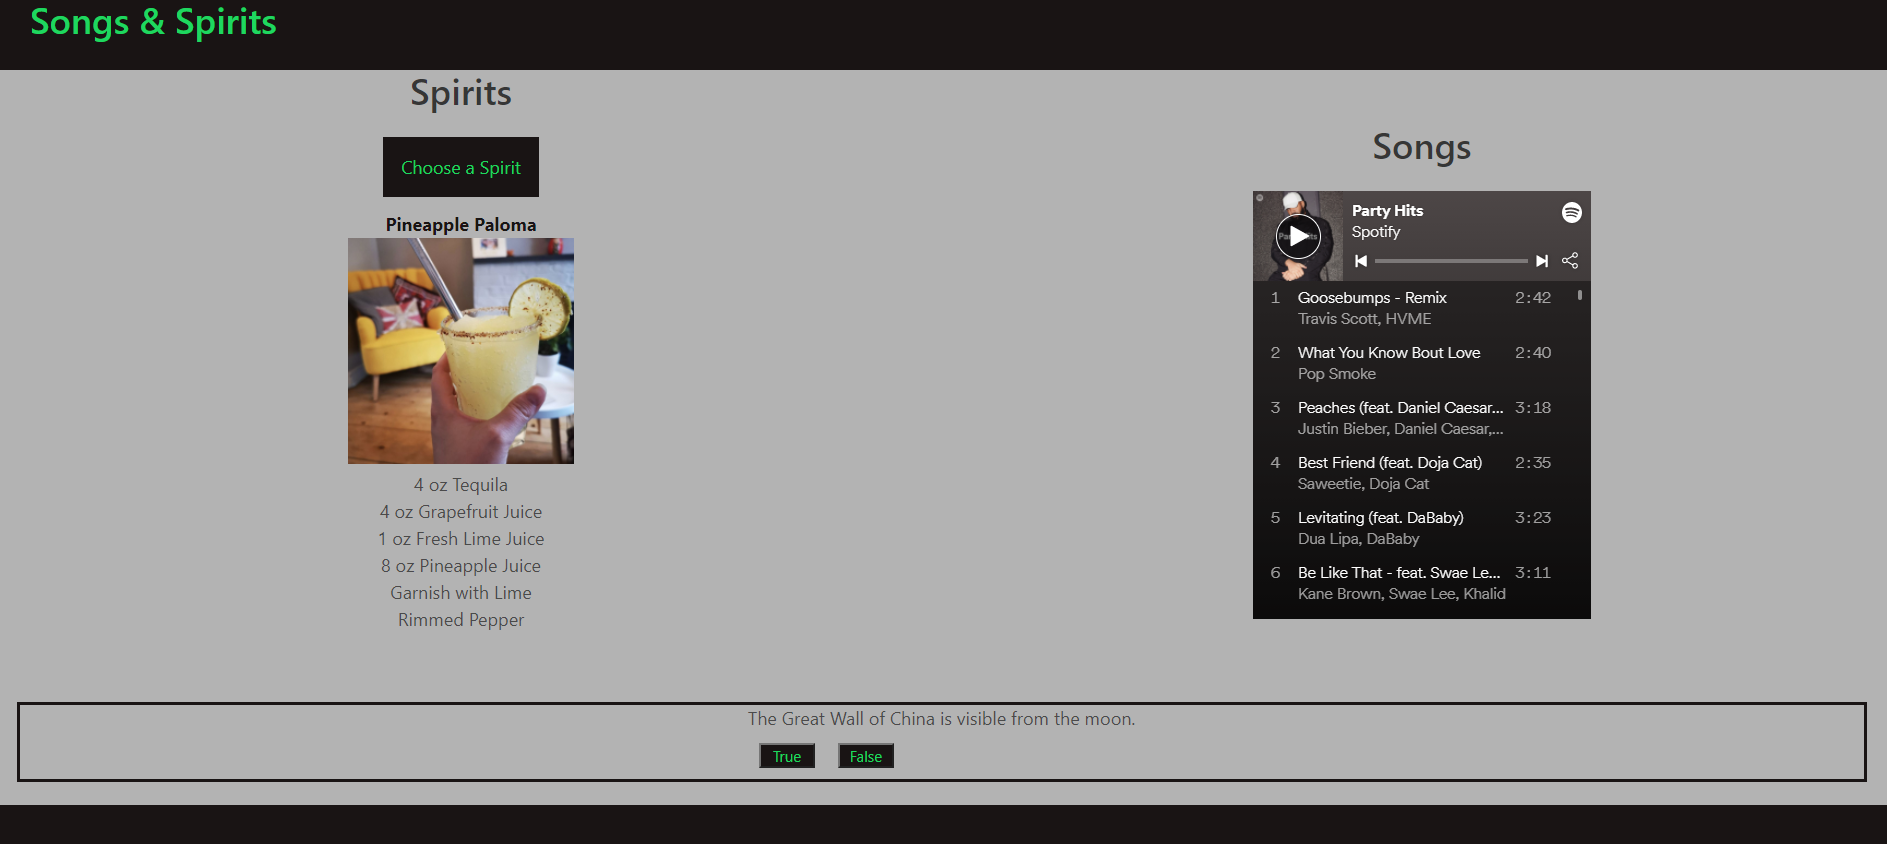 Songs & Spirits
Spirits
Choose a Spirit
Pineapple Paloma
4 oz Tequila
4 oz Grapefruit Juice
1 oz Fresh Lime Juice
8 oz Pineapple Juice
Garnish with Lime
Rimmed Pepper
Songs
Party Hits
Spotify
1 Goosebumps - Remix 2:42
Travis Scott, HVME
2 What You Know Bout Love 2:40
Pop Smoke
3 Peaches (feat. Daniel Caesar... 3:18
Justin Bieber, Daniel Caesar,...
4 Best Friend (feat. Doja Cat) 2:35
Saweetie, Doja Cat
5 Levitating (feat. DaBaby) 3:23
Dua Lipa, DaBaby
6 Be Like That - feat. Swae Le... 3:11
Kane Brown, Swae Lee, Khalid
The Great Wall of China is visible from the moon.
True False